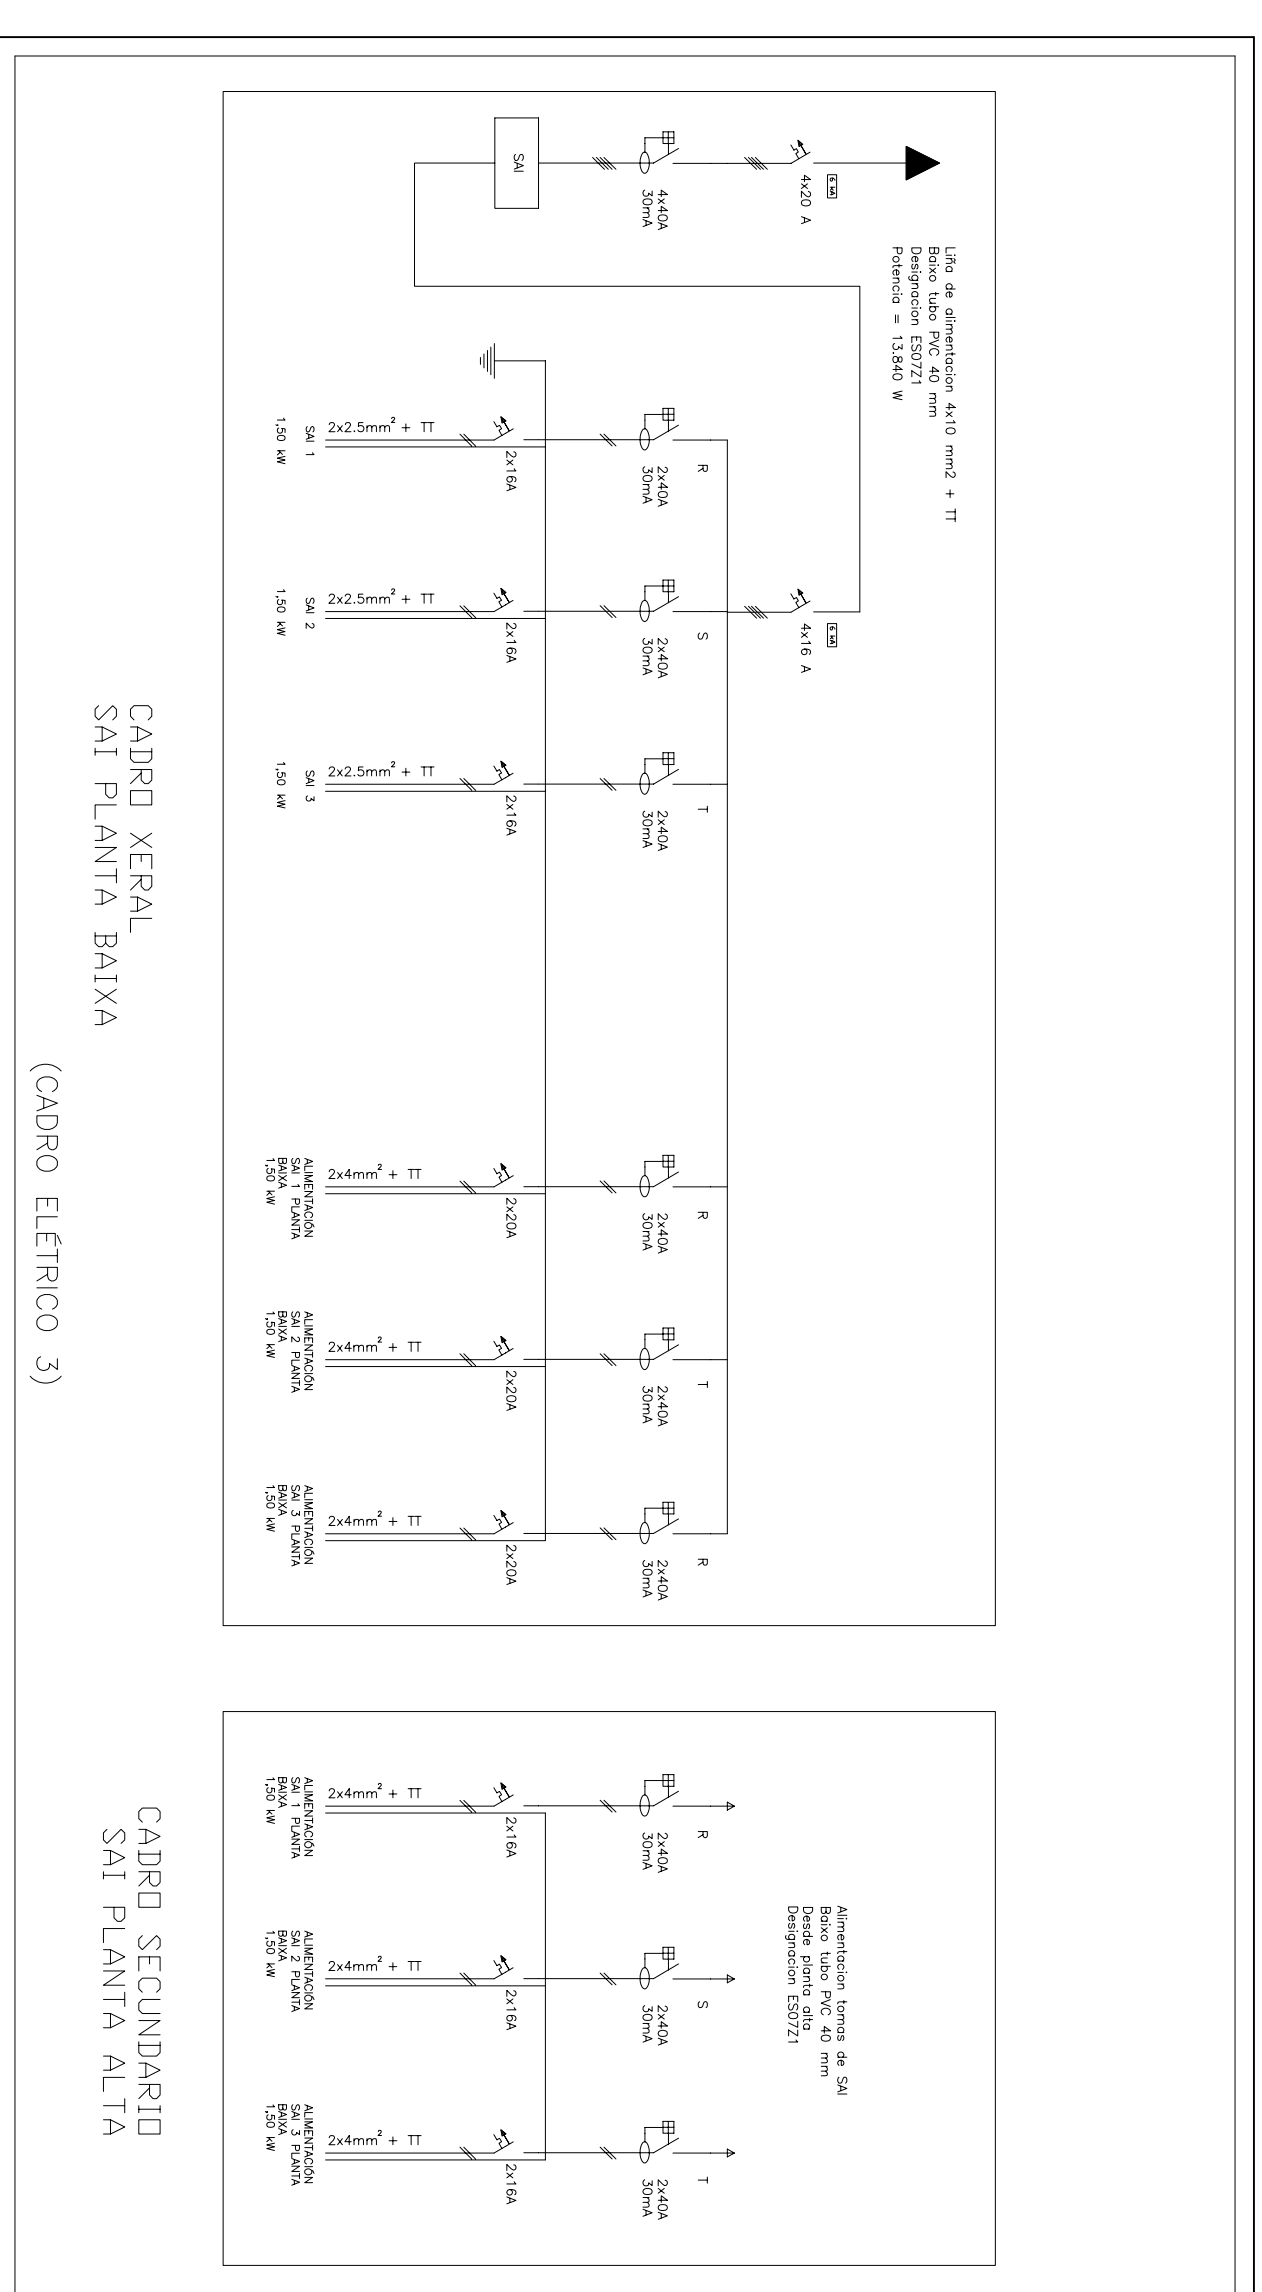 Liña de alimentacion 4x10 mm2 + TT
Baixo tubo PVC 40 mm
Designacion ES07Z1
Potencia = 13.840 W
6 kA
4x20 A
4x40A
30mA
SAI
6 kA
4x16 A
R
2x40A
30mA
2x16A
2x2.5mm² + TT
SAI 1
1,50 kW
S
2x40A
30mA
2x16A
2x2.5mm² + TT
SAI 2
1,50 kW
T
2x40A
30mA
2x16A
2x2.5mm² + TT
SAI 3
1,50 kW
R
2x40A
30mA
2x20A
2x4mm² + TT
ALIMENTACIÓN
SAI 1 PLANTA
BAIXA
1,50 kW
T
2x40A
30mA
2x20A
2x4mm² + TT
ALIMENTACIÓN
SAI 2 PLANTA
BAIXA
1,50 kW
R
2x40A
30mA
2x20A
2x4mm² + TT
ALIMENTACIÓN
SAI 3 PLANTA
BAIXA
1,50 kW
CADRO XERAL
SAI PLANTA BAIXA
Alimentacion tomas de SAI
Baixo tubo PVC 40 mm
Desde planta alta
Designacion ES07Z1
R
2x40A
30mA
2x16A
2x4mm² + TT
ALIMENTACIÓN
SAI 1 PLANTA
BAIXA
1,50 kW
S
2x40A
30mA
2x16A
2x4mm² + TT
ALIMENTACIÓN
SAI 2 PLANTA
BAIXA
1,50 kW
T
2x40A
30mA
2x16A
2x4mm² + TT
ALIMENTACIÓN
SAI 3 PLANTA
BAIXA
1,50 kW
CADRO SECUNDARIO
SAI PLANTA ALTA
(CADRO ELÉTRICO 3)